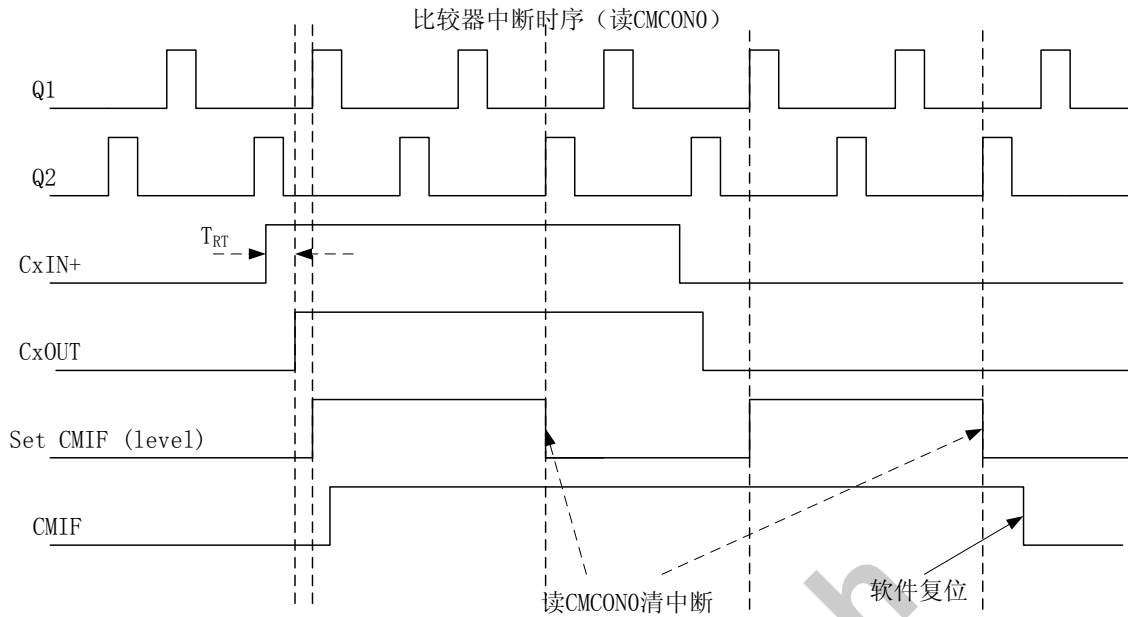 比较器中断时序（读CMCON0）
Q1
Q2
TRT
CxIN+
CxOUT
Set CMIF (level)
CMIF
读CMCON0清中断
软件复位
h